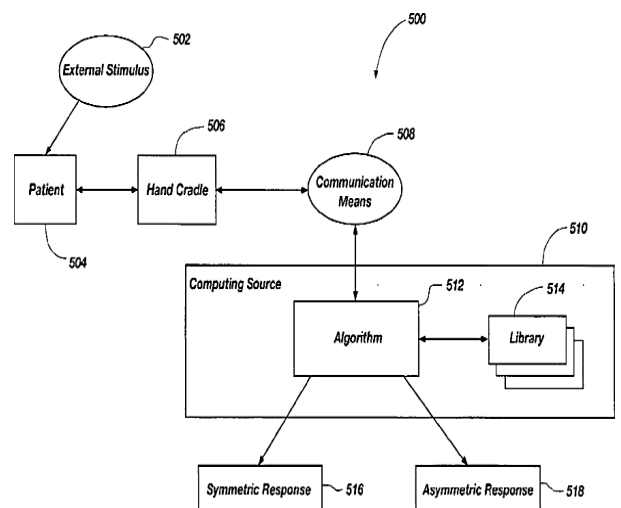 502
500
External Stimulus
506
508
Patient
Hand Cradle
Communication
Means
504
510
Computing Source
512
514
Algorithm
Library
Symmetric Response
516
Asymmetric Response
518